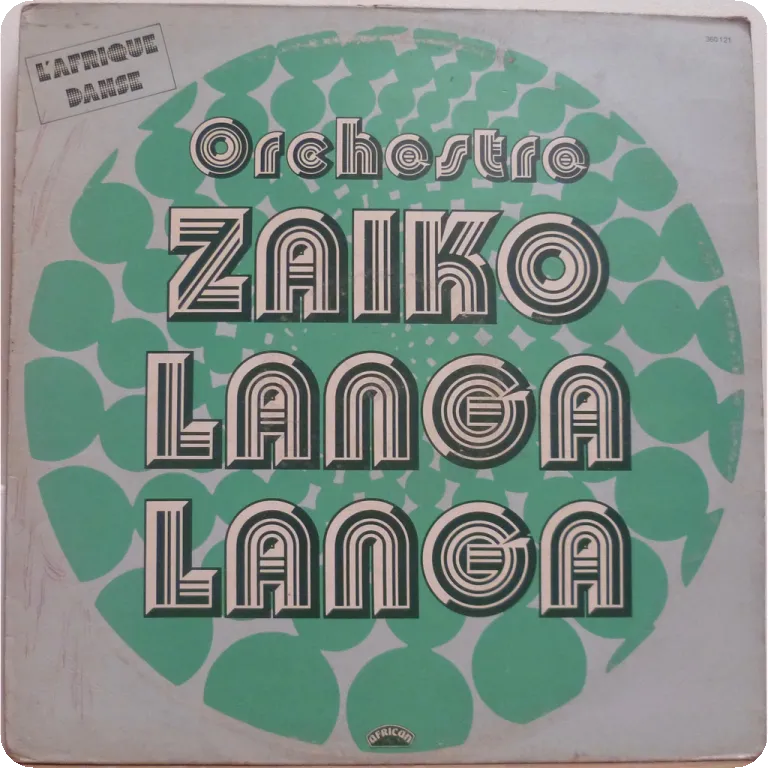 L'AFRIQUE
DANSE
360121
Orchestre
ZAIKO
LANGA
LANGA
AFRICAN